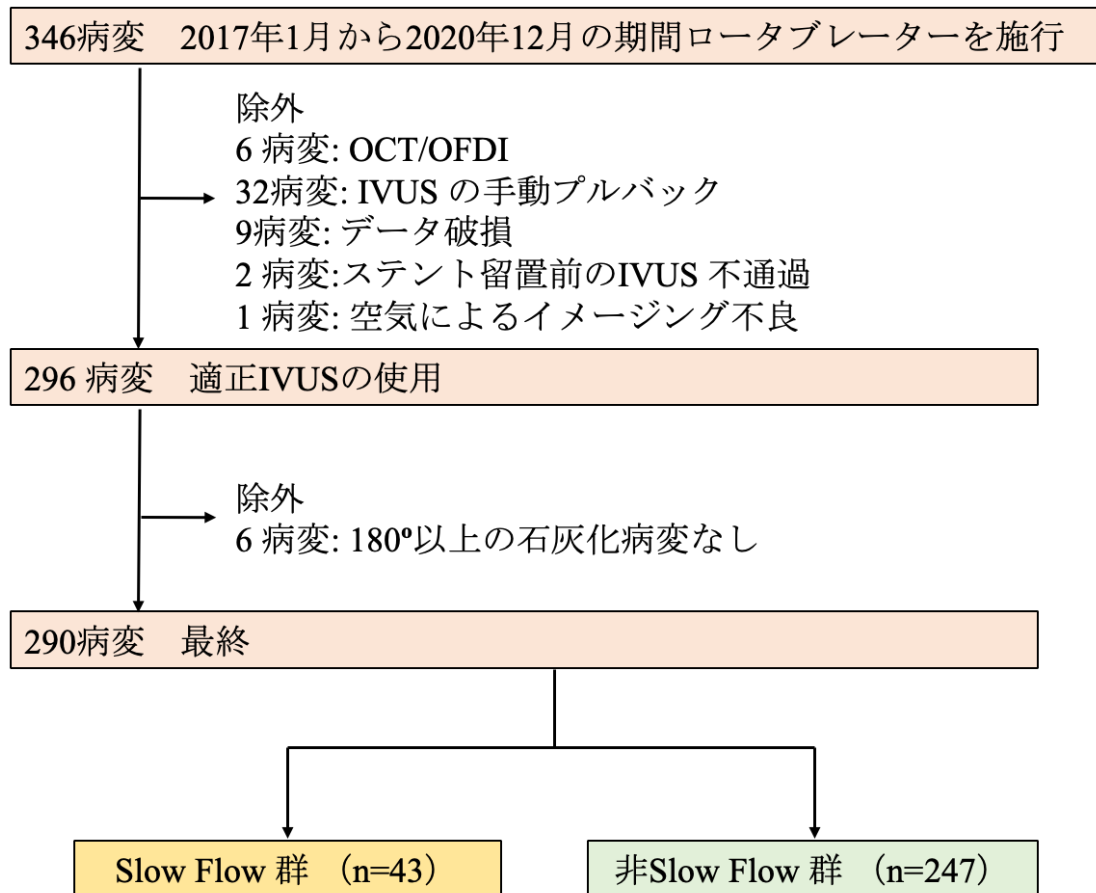 346病変　2017年1月から2020年12月の期間ロータブレーターを施行
除外
6 病変: OCT/OFDI
32病変: IVUS の手動プルバック
9病変: データ破損
2 病変:ステント留置前のIVUS 不通過
1 病変: 空気によるイメージング不良
296 病変　適正IVUSの使用
除外
6 病変: 180º以上の石灰化病変なし
290病変　最終
Slow Flow 群　（n=43）
非Slow Flow 群　（n=247）